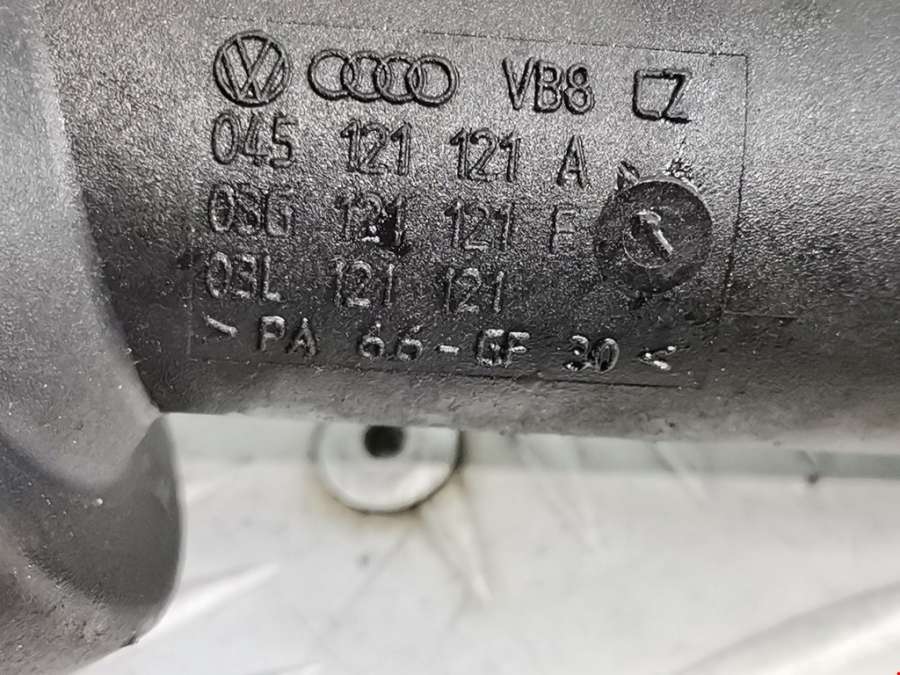 VB8 CZ
045 121 121 A
03G 121 121 F
03L 121 121
> PA 66-GF 30 <